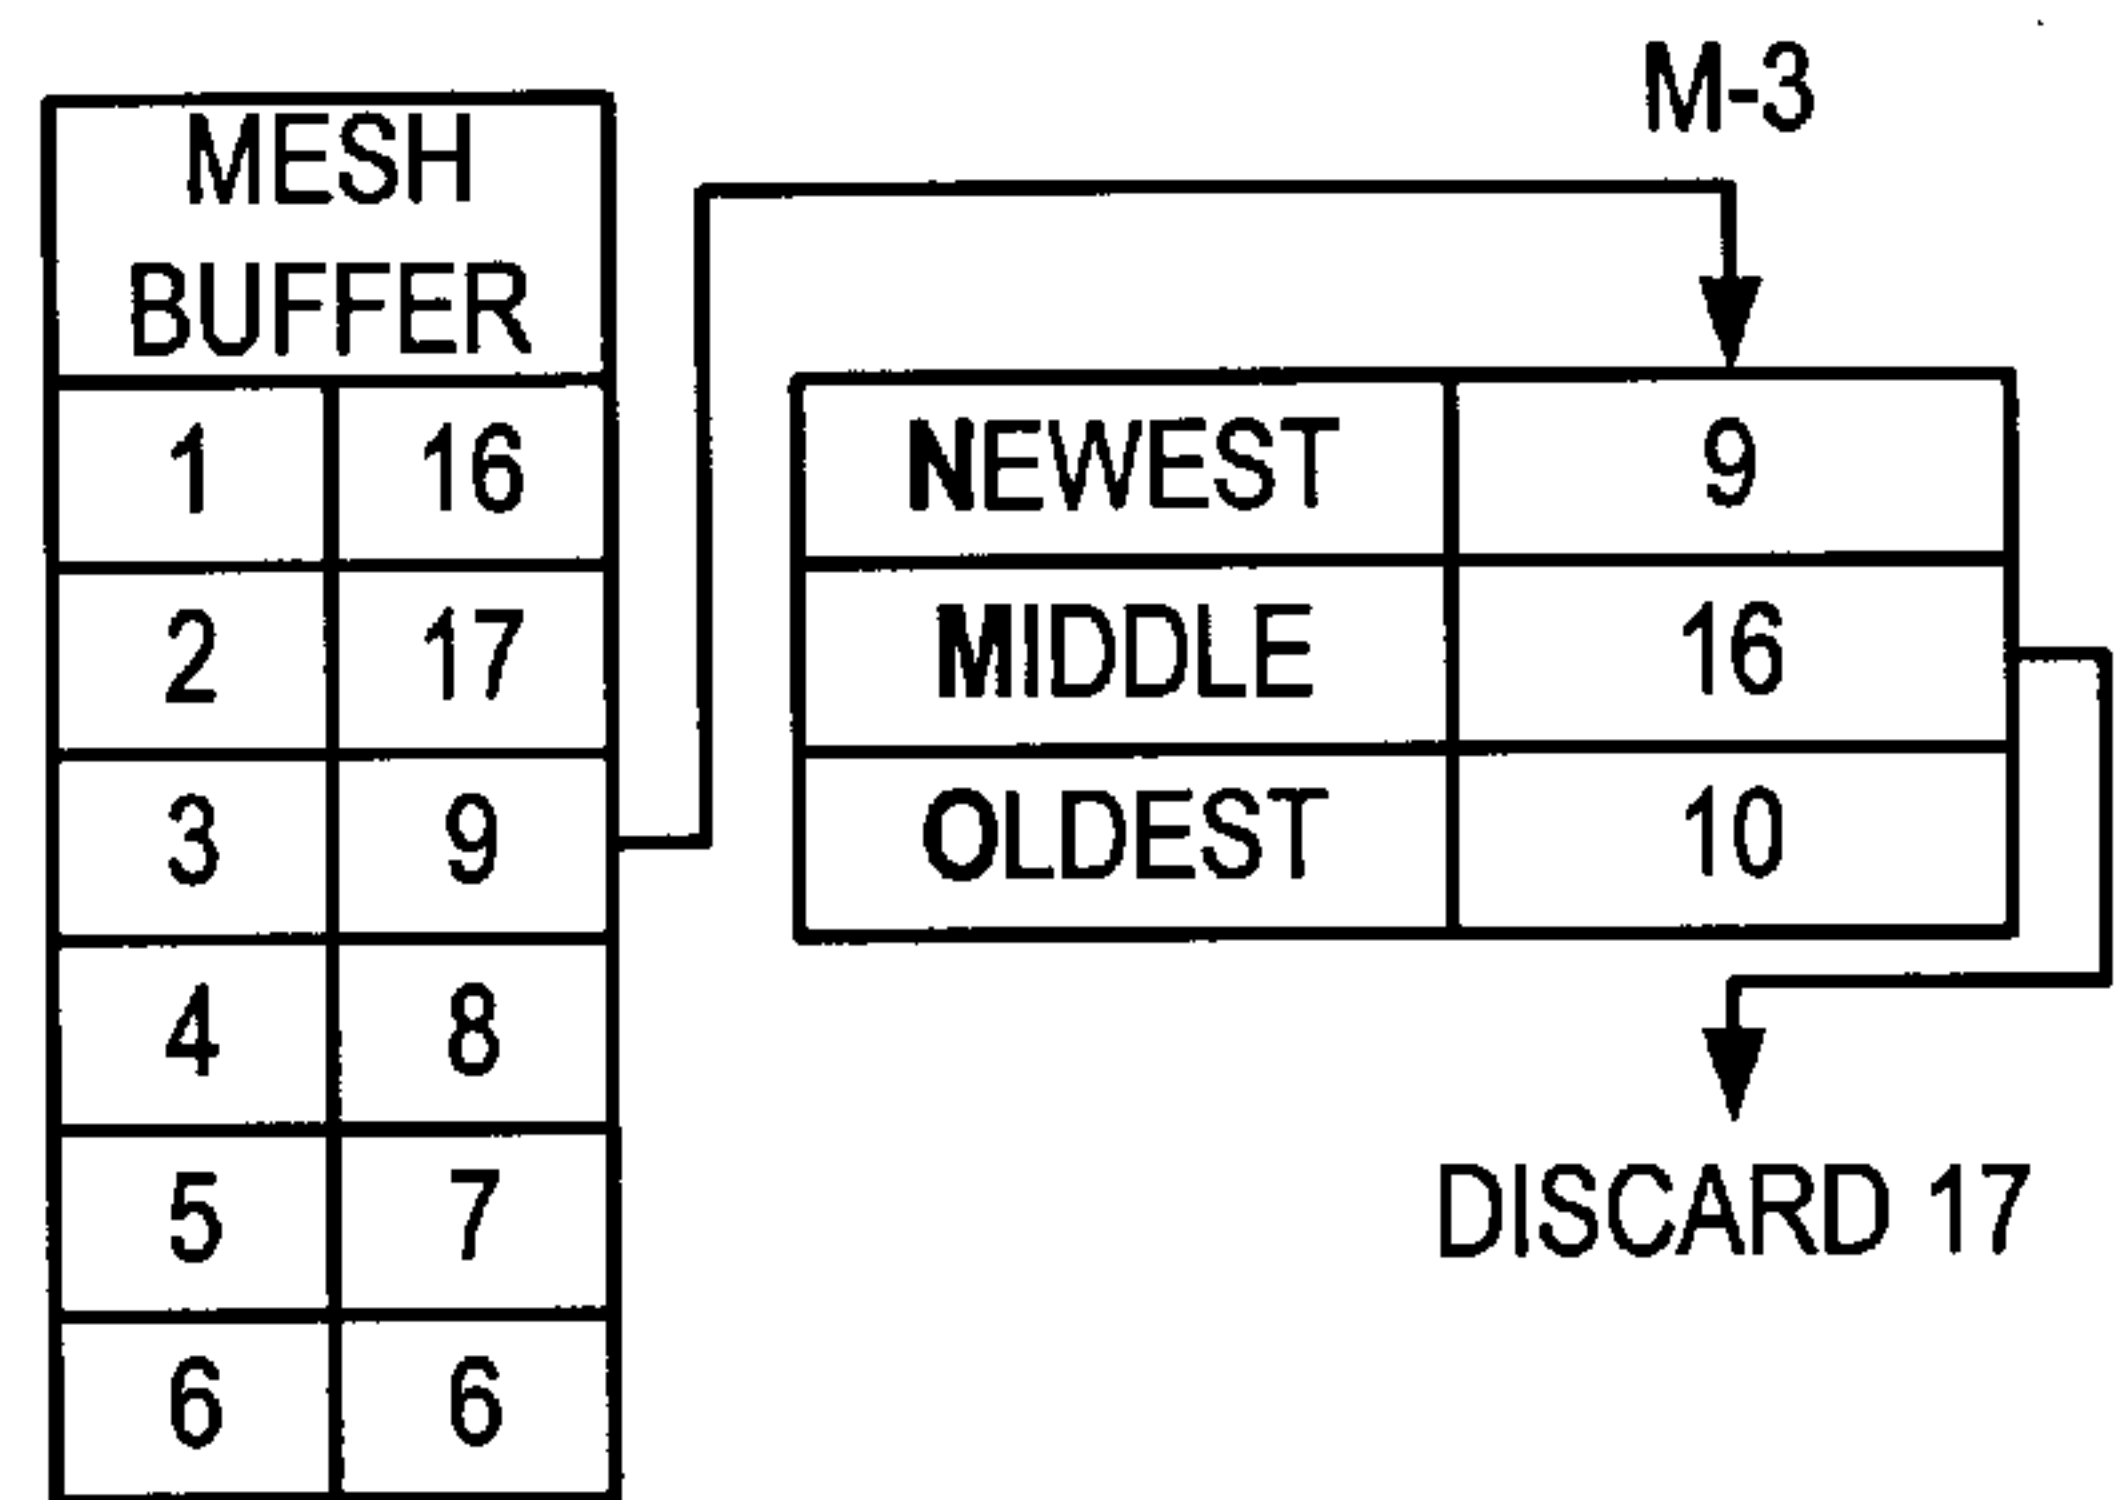 MESH
BUFFER
1 16
2 17
3 9
4 8
5 7
6 6
M-3
NEWEST 9
MIDDLE 16
OLDEST 10
DISCARD 17